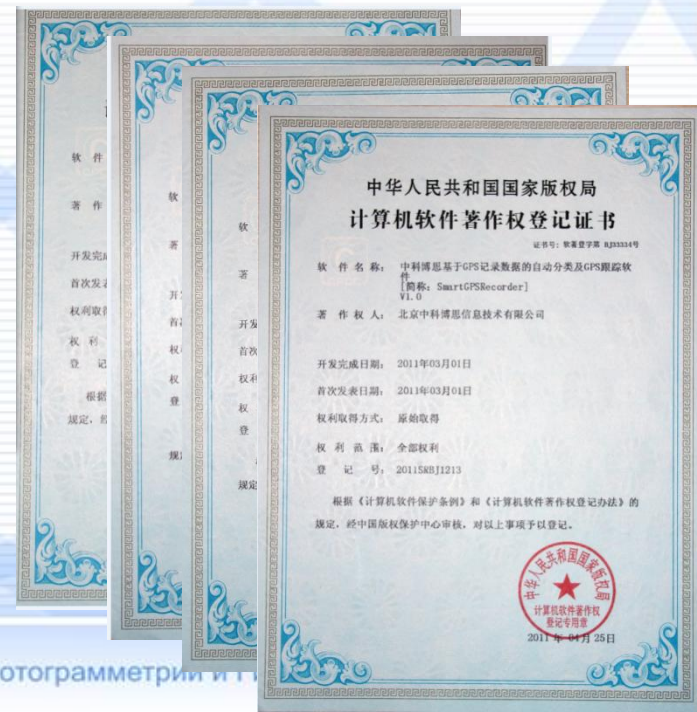 软 件
著 作
开发完成
首次发表
权利取得
权 利
登 记
根据
规定,经
软
著
开发
首次
权利
权
登
规定
软
著
开发
首次
权利
权
登
规定
中华人民共和国国家版权局
计算机软件著作权登记证书
证书号: 软著登字第 BJ33334号
软 件 名 称: 中科博思基于GPS记录数据的自动分类及GPS跟踪软
件
[简称: SmartGPSRecorder]
V1.0
著 作 权 人: 北京中科博思信息技术有限公司
开发完成日期: 2011年03月01日
首次发表日期: 2011年03月01日
权利取得方式: 原始取得
权 利 范 围: 全部权利
登 记 号: 2011SRBJ1213
根据《计算机软件保护条例》和《计算机软件著作权登记办法》的
规定,经中国版权保护中心审核,对以上事项予以登记。
中华人民共和国国家版权局
计算机软件著作权
登记专用章
2011 年 04月 25日
отограмметрии и